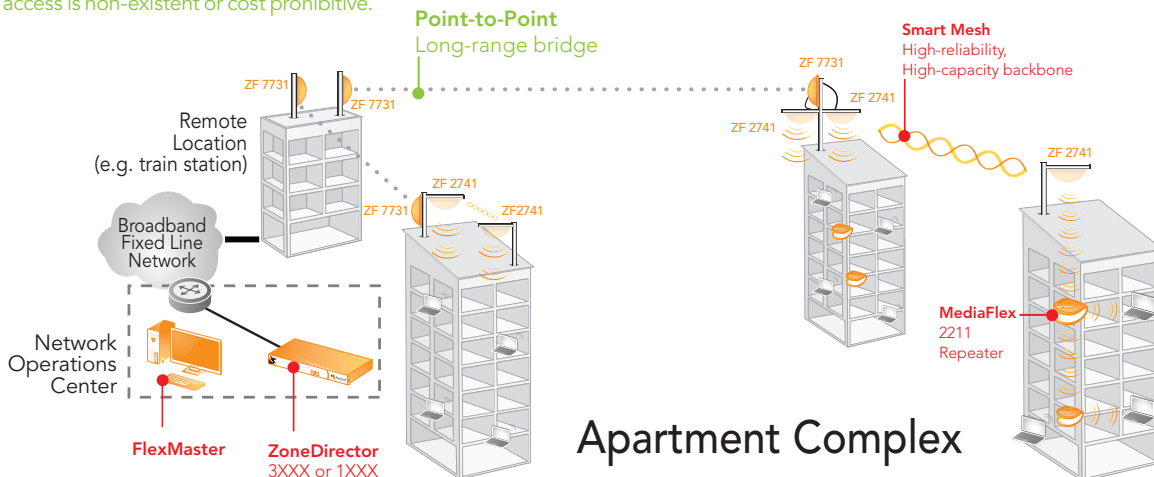 access is non-existent or cost prohibitive.
Point-to-Point
Long-range bridge
Smart Mesh
High-reliability,
High-capacity backbone
ZF 7731
ZF 7731
ZF 7731
ZF 2741
ZF 2741
Remote
Location
(e.g. train station)
ZF 2741
ZF 2741
ZF 7731
ZF2741
Broadband
Fixed Line
Network
MediaFlex
2211
Repeater
Network
Operations
Center
FlexMaster
ZoneDirector
3XXX or 1XXX
Apartment Complex